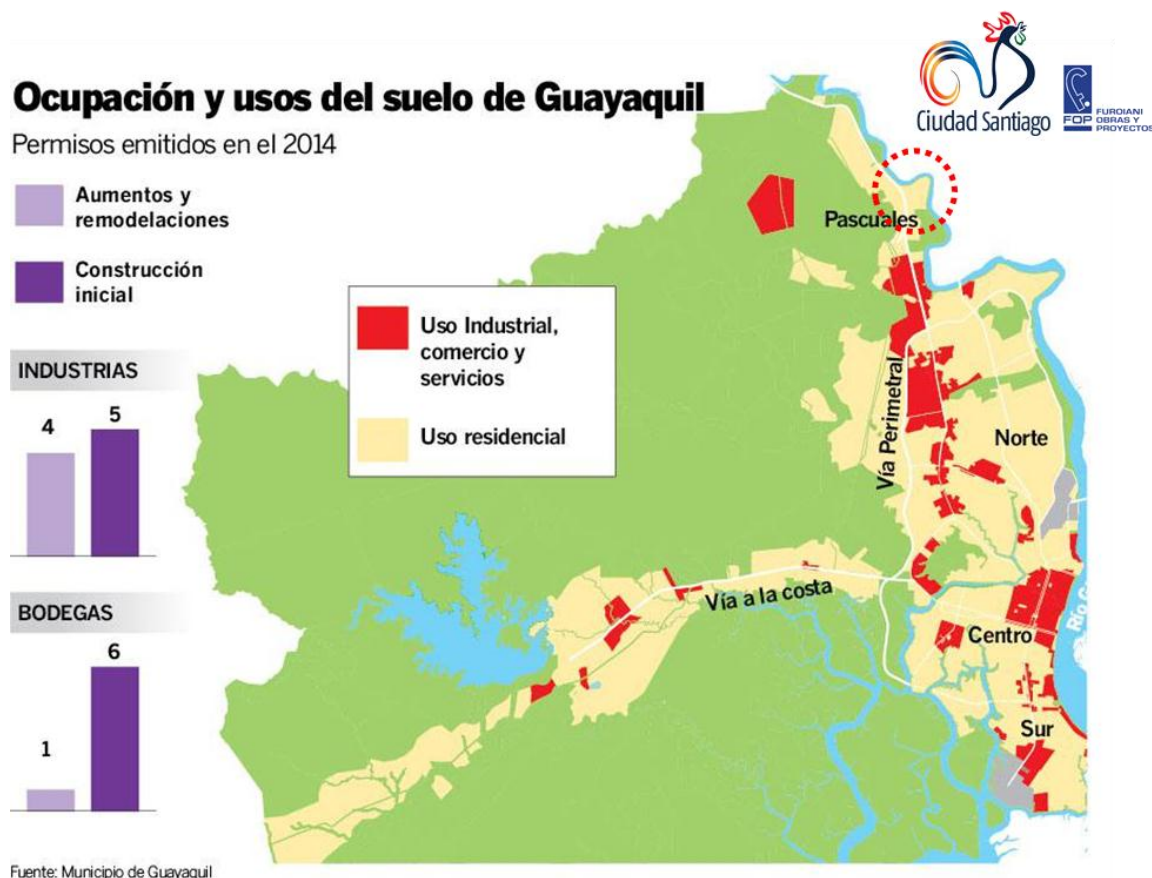 Ocupación y usos del suelo de Guayaquil
Permisos emitidos en el 2014
Ciudad Santiago
FOP
FUROIANI
OBRAS Y
PROYECTOS
Aumentos y
remodelaciones
Construcción
inicial
INDUSTRIAS
4
5
BODEGAS
1
6
Uso Industrial,
comercio y
servicios
Uso residencial
Pascuales
Vía Perimetral
Norte
Vía a la costa
Centro
Río
Sur
Fuente: Municipio de Guayaquil